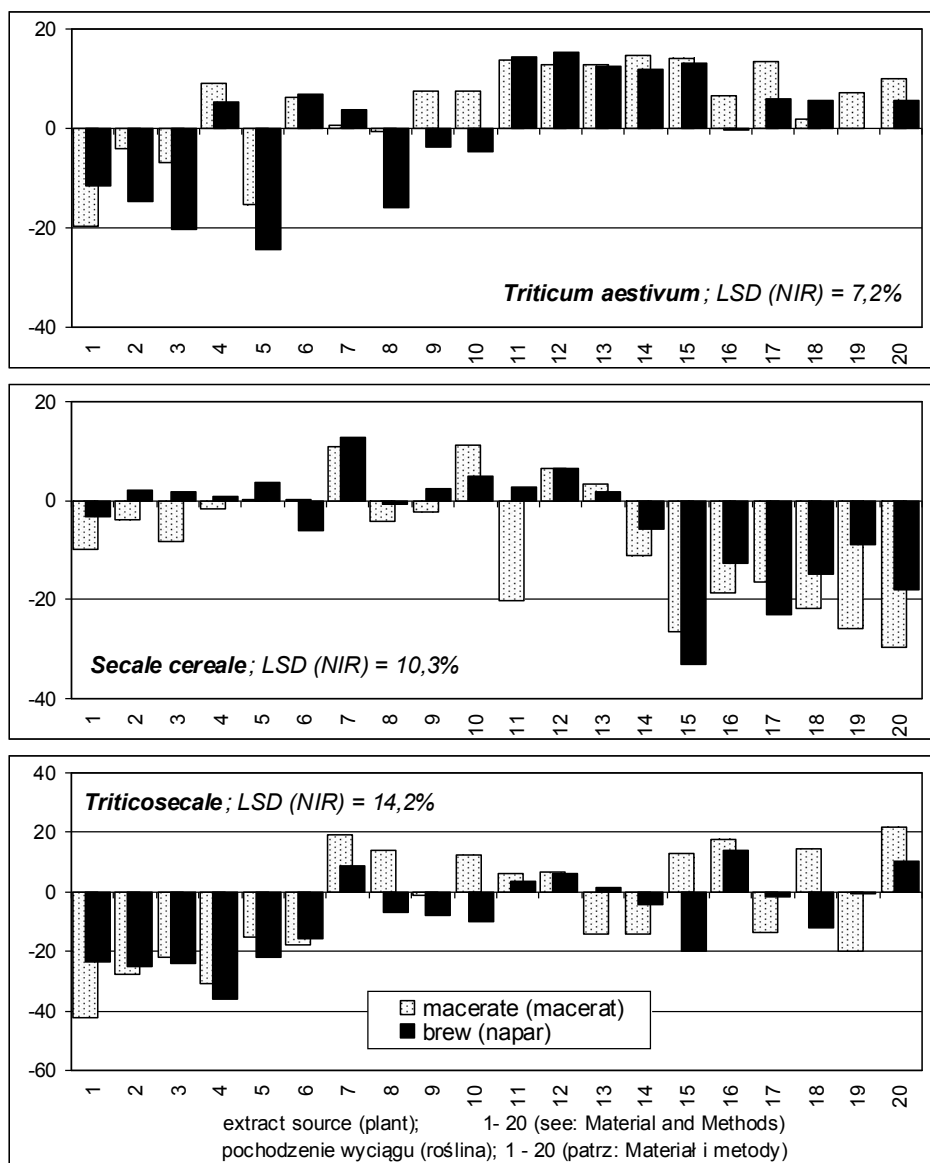 20
0
-20
-40
Triticum aestivum; LSD (NIR) = 7,2%
1 2 3 4 5 6 7 8 9 10 11 12 13 14 15 16 17 18 19 20
20
0
-20
-40
Secale cereale; LSD (NIR) = 10,3%
1 2 3 4 5 6 7 8 9 10 11 12 13 14 15 16 17 18 19 20
40
20
0
-20
-40
-60
Triticosecale; LSD (NIR) = 14,2%
macerate (macerat)
brew (napar)
1 2 3 4 5 6 7 8 9 10 11 12 13 14 15 16 17 18 19 20
extract source (plant); 1- 20 (see: Material and Methods)
pochodzenie wyciągu (roślina); 1 - 20 (patrz: Materiał i metody)